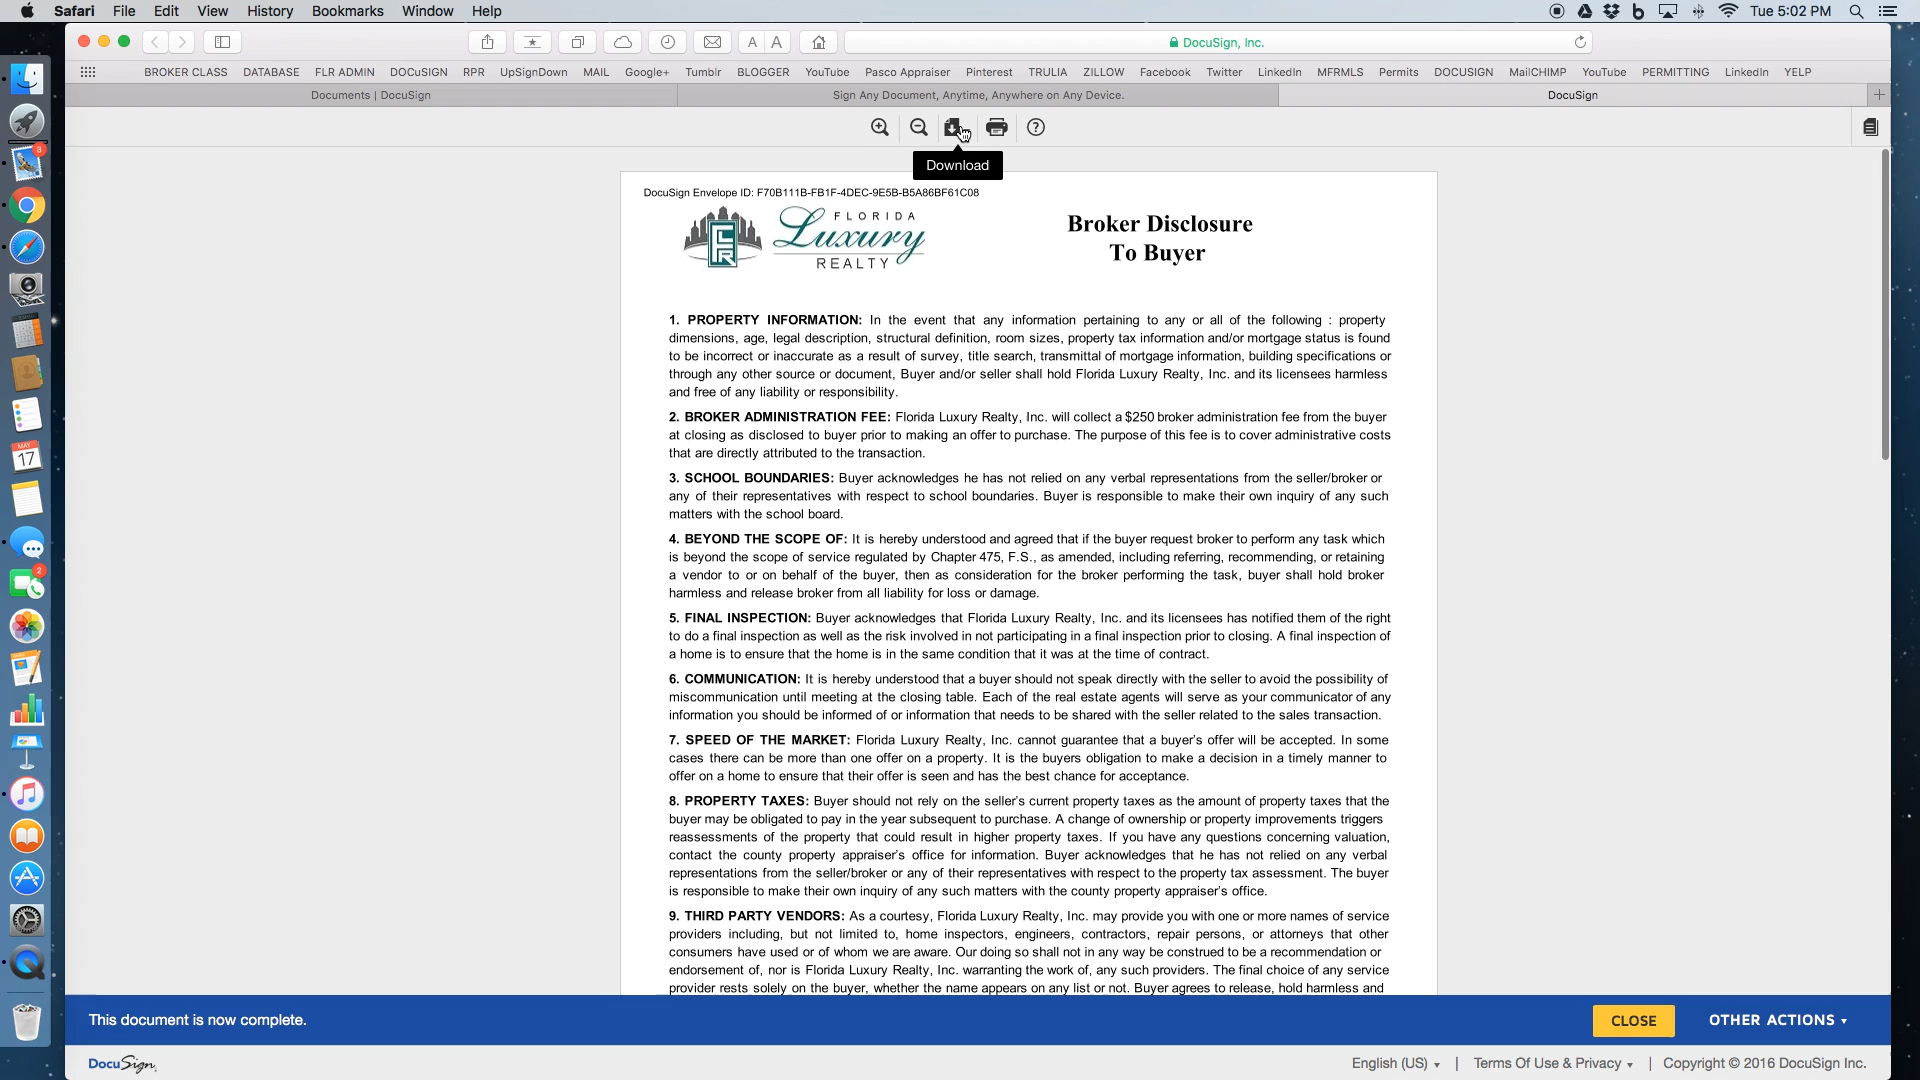 Safari File Edit View History Bookmarks Window Help
Tue 5:02 PM
A A
DocuSign, Inc.
BROKER CLASS DATABASE FLR ADMIN DOCuSIGN RPR UpSignDown MAIL Google+ Tumblr BLOGGER YouTube Pasco Appraiser Pinterest TRULIA ZILLOW Facebook Twitter LinkedIn MFRMLS Permits DOCUSIGN MailCHIMP YouTube PERMITTING LinkedIn YELP
Documents | DocuSign
Sign Any Document, Anytime, Anywhere on Any Device.
DocuSign
Download
DocuSign Envelope ID: F70B111B-FB1F-4DEC-9E5B-B5A86BF61C08
FLORIDA
Luxury
REALTY
Broker Disclosure
To Buyer
1. PROPERTY INFORMATION: In the event that any information pertaining to any or all of the following : property
dimensions, age, legal description, structural definition, room sizes, property tax information and/or mortgage status is found
to be incorrect or inaccurate as a result of survey, title search, transmittal of mortgage information, building specifications or
through any other source or document, Buyer and/or seller shall hold Florida Luxury Realty, Inc. and its licensees harmless
and free of any liability or responsibility.
2. BROKER ADMINISTRATION FEE: Florida Luxury Realty, Inc. will collect a $250 broker administration fee from the buyer
at closing as disclosed to buyer prior to making an offer to purchase. The purpose of this fee is to cover administrative costs
that are directly attributed to the transaction.
3. SCHOOL BOUNDARIES: Buyer acknowledges he has not relied on any verbal representations from the seller/broker or
any of their representatives with respect to school boundaries. Buyer is responsible to make their own inquiry of any such
matters with the school board.
4. BEYOND THE SCOPE OF: It is hereby understood and agreed that if the buyer request broker to perform any task which
is beyond the scope of service regulated by Chapter 475, F.S., as amended, including referring, recommending, or retaining
a vendor to or on behalf of the buyer, then as consideration for the broker performing the task, buyer shall hold broker
harmless and release broker from all liability for loss or damage.
5. FINAL INSPECTION: Buyer acknowledges that Florida Luxury Realty, Inc. and its licensees has notified them of the right
to do a final inspection as well as the risk involved in not participating in a final inspection prior to closing. A final inspection of
a home is to ensure that the home is in the same condition that it was at the time of contract.
6. COMMUNICATION: It is hereby understood that a buyer should not speak directly with the seller to avoid the possibility of
miscommunication until meeting at the closing table. Each of the real estate agents will serve as your communicator of any
information you should be informed of or information that needs to be shared with the seller related to the sales transaction.
7. SPEED OF THE MARKET: Florida Luxury Realty, Inc. cannot guarantee that a buyer's offer will be accepted. In some
cases there can be more than one offer on a property. It is the buyers obligation to make a decision in a timely manner to
offer on a home to ensure that their offer is seen and has the best chance for acceptance.
8. PROPERTY TAXES: Buyer should not rely on the seller's current property taxes as the amount of property taxes that the
buyer may be obligated to pay in the year subsequent to purchase. A change of ownership or property improvements triggers
reassessments of the property that could result in higher property taxes. If you have any questions concerning valuation,
contact the county property appraiser's office for information. Buyer acknowledges that he has not relied on any verbal
representations from the seller/broker or any of their representatives with respect to the property tax assessment. The buyer
is responsible to make their own inquiry of any such matters with the county property appraiser's office.
9. THIRD PARTY VENDORS: As a courtesy, Florida Luxury Realty, Inc. may provide you with one or more names of service
providers including, but not limited to, home inspectors, engineers, contractors, repair persons, or attorneys that other
consumers have used or of whom we are aware. Our doing so shall not in any way be construed to be a recommendation or
endorsement of, nor is Florida Luxury Realty, Inc. warranting the work of, any such providers. The final choice of any service
provider rests solely on the buyer, whether the name appears on any list or not. Buyer agrees to release, hold harmless and
3
MAY
17
2
This document is now complete.
CLOSE
OTHER ACTIONS
DocuSign
English (US) | Terms Of Use & Privacy | Copyright © 2016 DocuSign Inc.